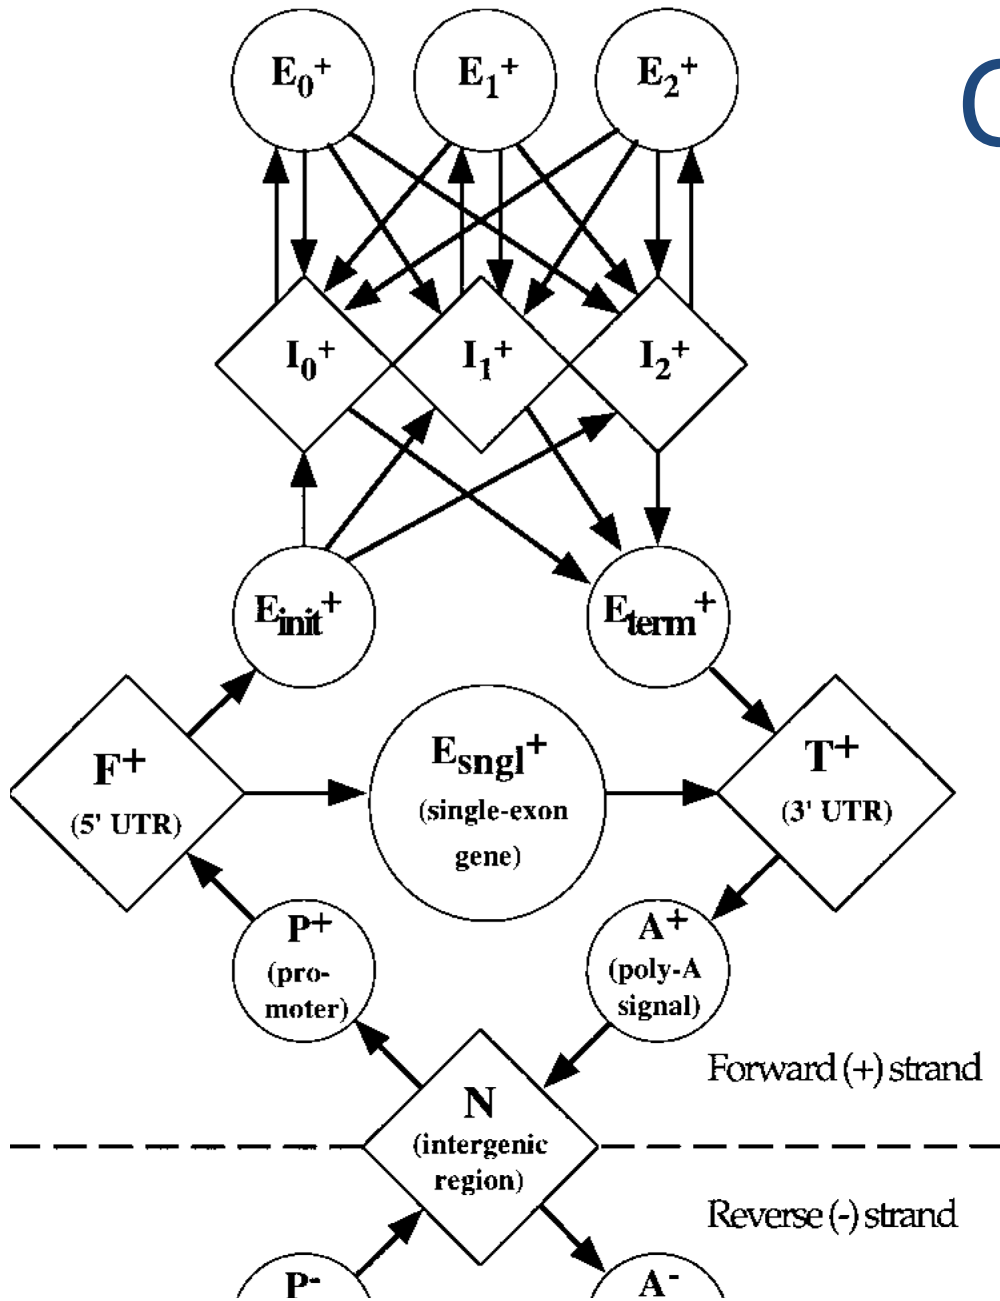 E₀⁺ E₁⁺ E₂⁺
I₀⁺ I₁⁺ I₂⁺
Einit⁺ Eterm⁺
F⁺
(5' UTR)
Esngl⁺
(single-exon
gene)
T⁺
(3' UTR)
P⁺
(pro-
moter)
A⁺
(poly-A
signal)
Forward (+) strand
N
(intergenic
region)
Reverse (-) strand
P⁻ A⁻